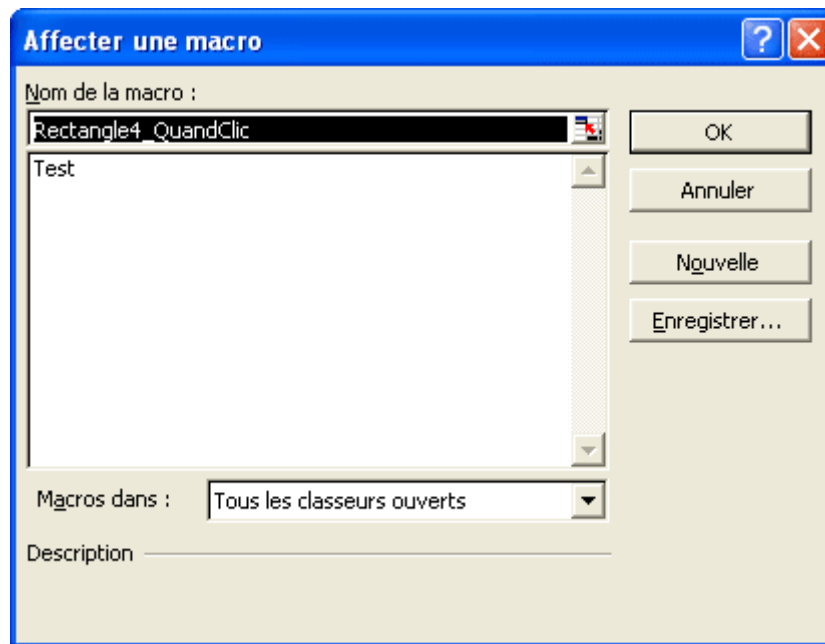 Affecter une macro
Nom de la macro :
Rectangle4_QuandClic
OK
Test
Annuler
Nouvelle
Enregistrer...
Macros dans :
Tous les classeurs ouverts
Description